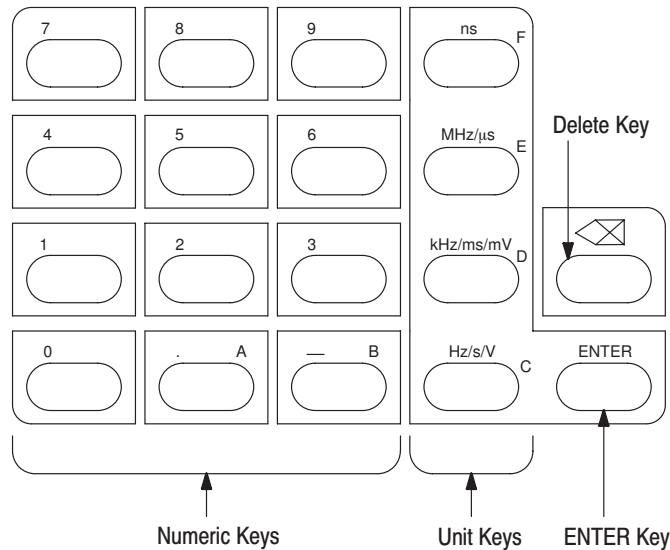 7 8 9 ns F
4 5 6 MHz/μs E
Delete Key
1 2 3 kHz/ms/mV D
0 . A — B Hz/s/V C ENTER
Numeric Keys Unit Keys ENTER Key